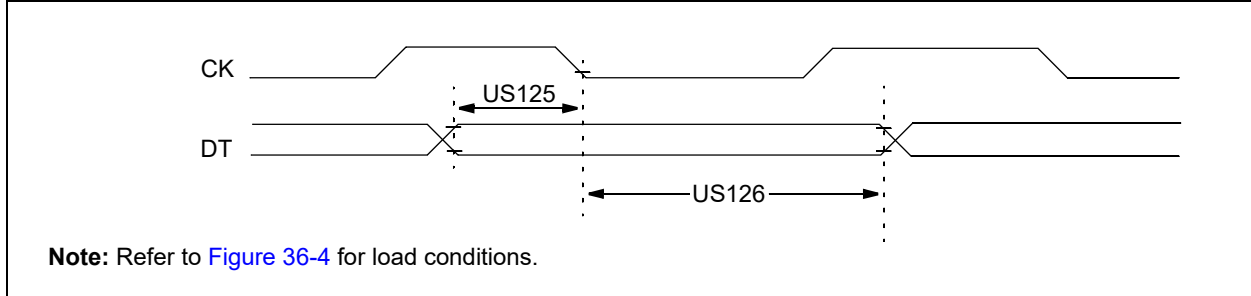 CK
US125
DT
US126
Note: Refer to Figure 36-4 for load conditions.